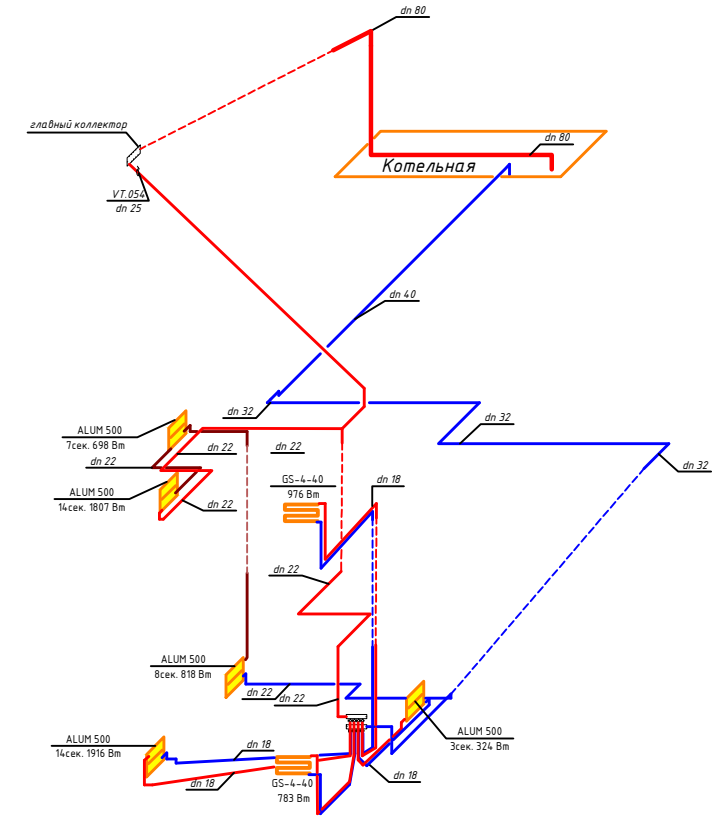 dn 80
главный коллектор
dn 80
Котельная
VT.054
dn 25
dn 40
dn 32
dn 32
ALUM 500
7сек. 698 Вт
dn 22
dn 22
dn 22
dn 32
ALUM 500
14сек. 1807 Вт
dn 22
GS-4-40
976 Вт
dn 18
dn 22
ALUM 500
8сек. 818 Вт
dn 22
dn 22
ALUM 500
3сек. 324 Вт
ALUM 500
14сек. 1916 Вт
dn 18
dn 18
GS-4-40
783 Вт
dn 18